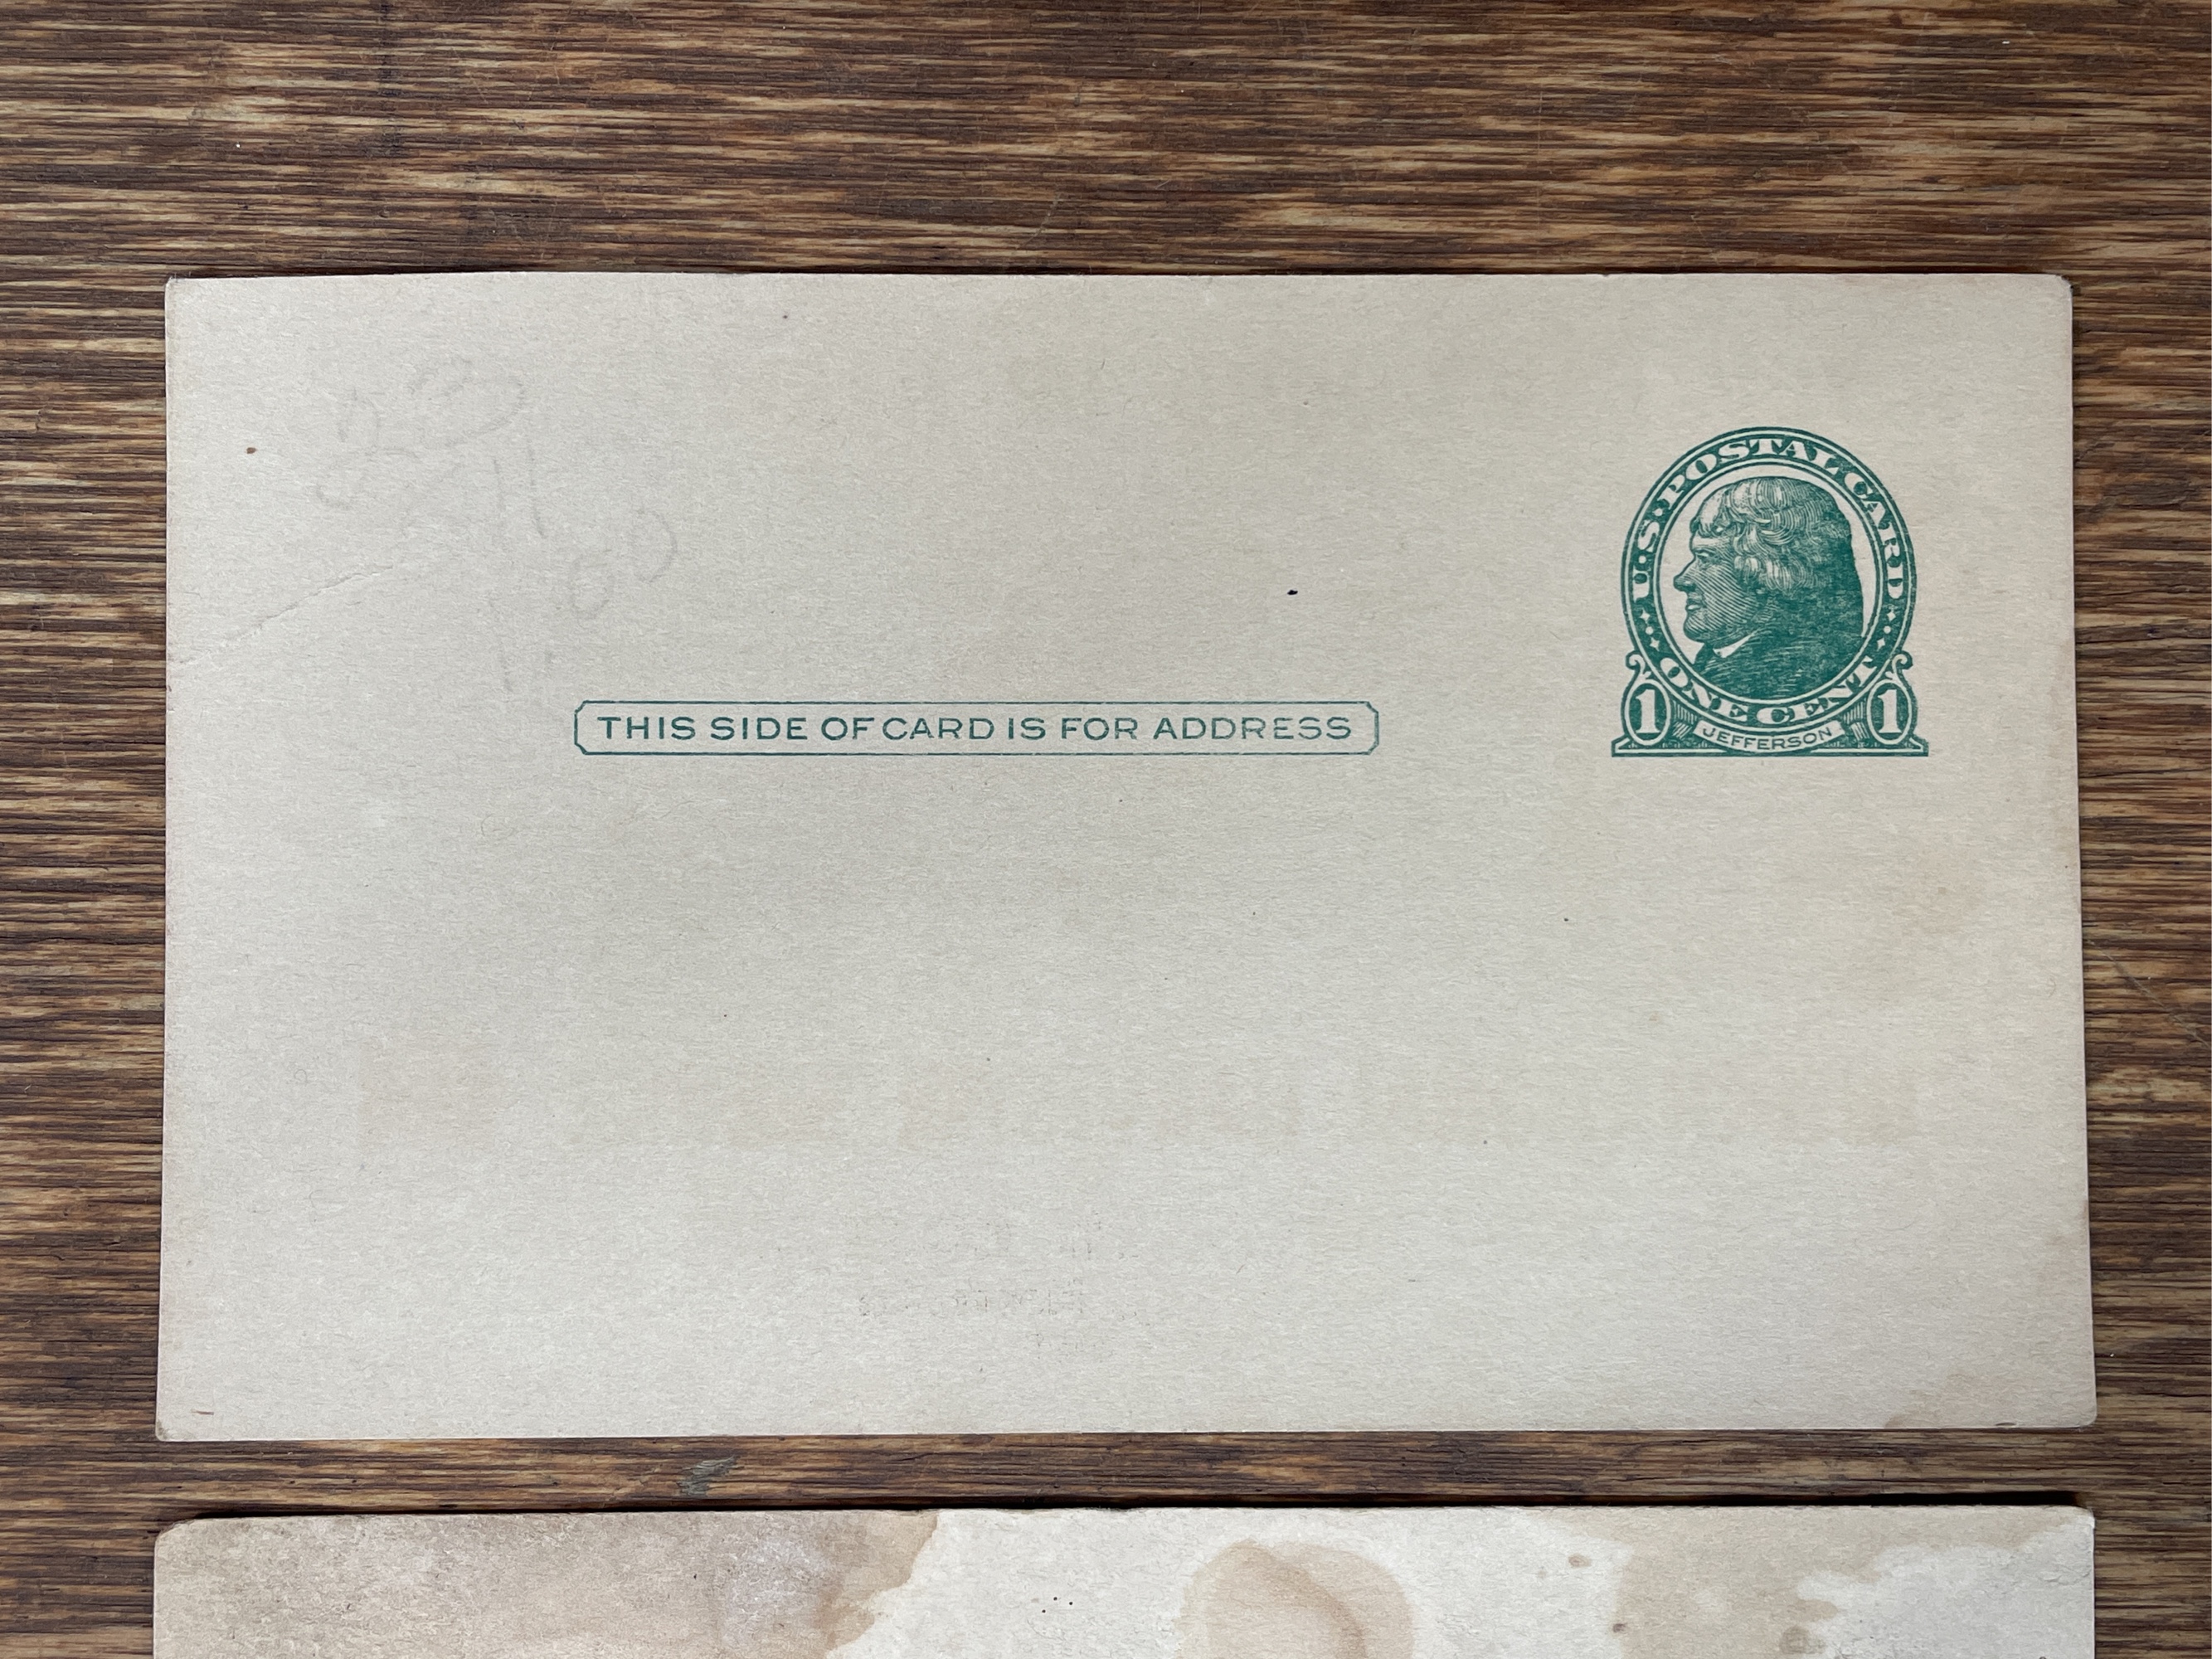 U.S. POSTAL CARD
THIS SIDE OF CARD IS FOR ADDRESS
ONE CENT
1 JEFFERSON 1